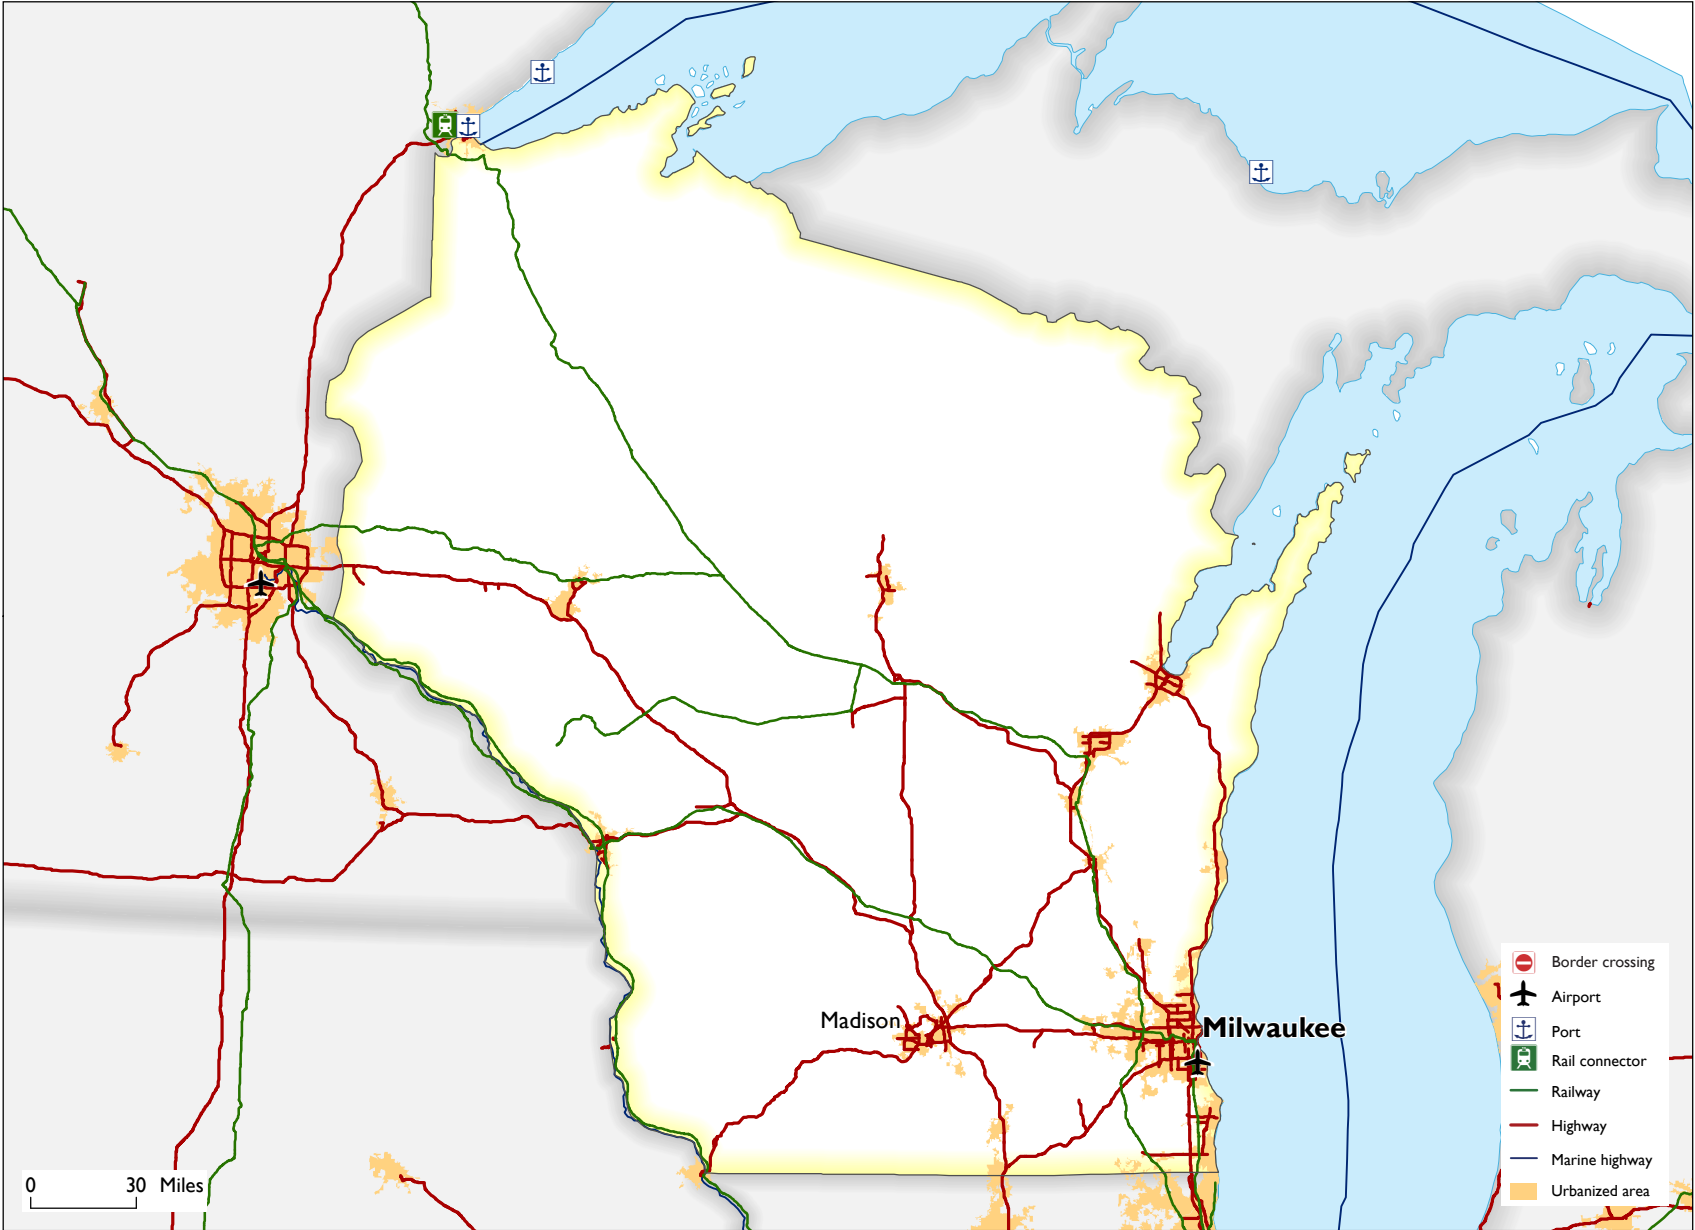 Madison
Milwaukee
Border crossing
Airport
Port
Rail connector
Railway
Highway
Marine highway
Urbanized area
0 30 Miles